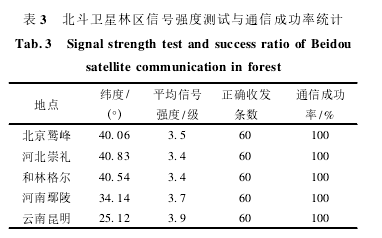 表 3 北斗卫星林区信号强度测试与通信成功率统计
Tab. 3 Signal strength test and success ratio of Beidou
satellite communication in forest
地点 纬度/(°) 平均信号强度/级 正确收发条数 通信成功率/%
北京鹫峰 40.06 3.5 60 100
河北崇礼 40.83 3.4 60 100
和林格尔 40.54 3.4 60 100
河南鄢陵 34.14 3.7 60 100
云南昆明 25.12 3.9 60 100